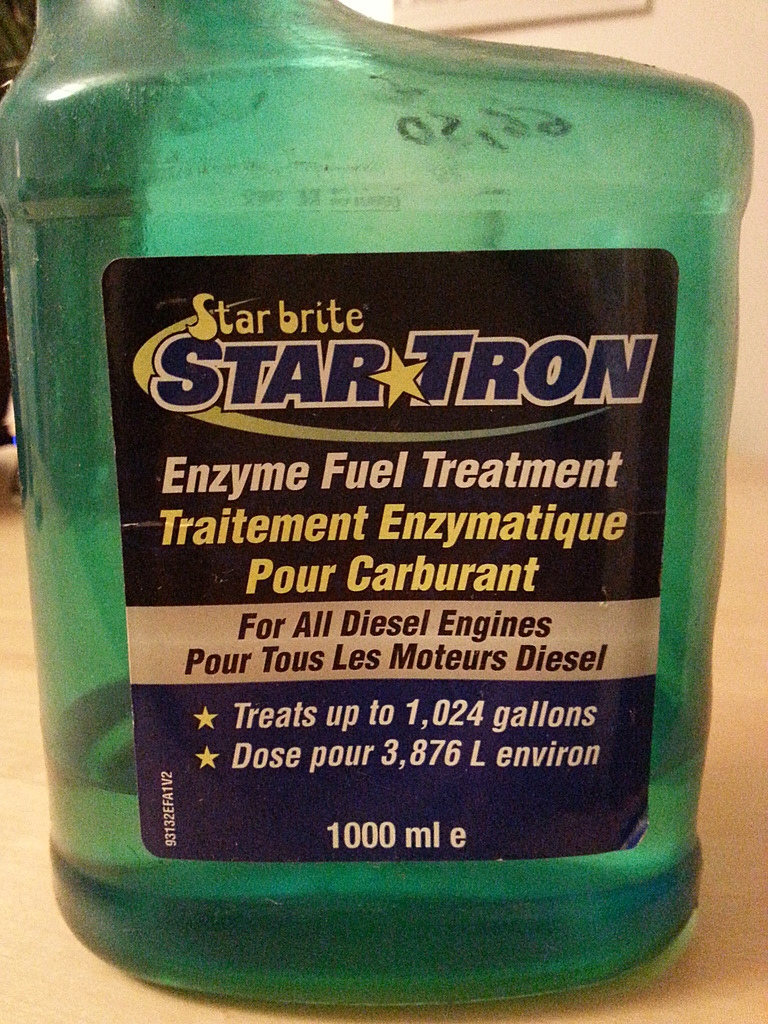 Star brite
STAR TRON
Enzyme Fuel Treatment
Traitement Enzymatique
Pour Carburant
For All Diesel Engines
Pour Tous Les Moteurs Diesel
Treats up to 1,024 gallons
Dose pour 3,876 L environ
1000 ml e
93132EFA1V2